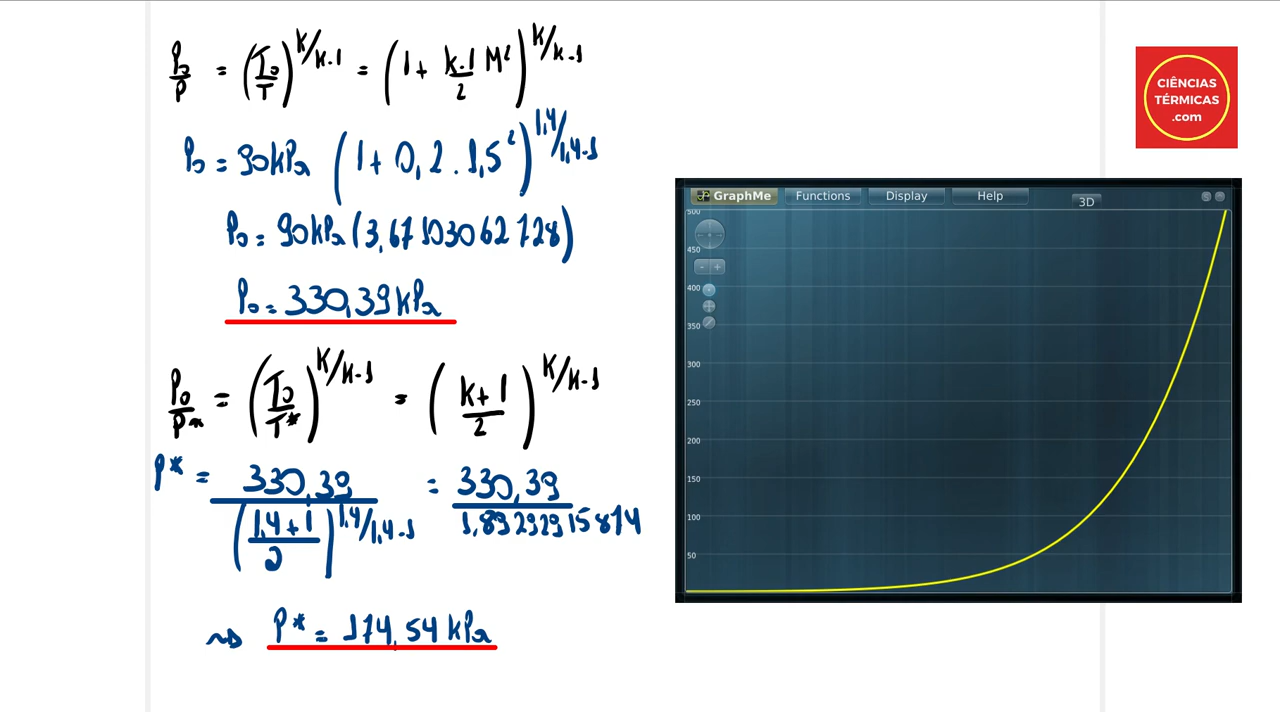 P₀/P = (T₀/T)^(K/K-1) = (1 + K-1/2 M²)^(K/K-1)
P₀ = 90kPa (1 + 0,2 . 1,5²)^(1,4/1,4-1)
P₀ = 90kPa (3,67103062728)
P₀ = 330,39 kPa
P₀/P* = (T₀/T*)^(K/K-1) = (K+1/2)^(K/K-1)
P* = 330,39/(1,4+1/2)^(1,4/1,4-1) = 330,39/1,89292915874
⇝ P* = 174,54 kPa
CIÊNCIAS
TÉRMICAS
.com
GraphMe Functions Display Help 3D
500
450
400
350
300
250
200
150
100
50
- +